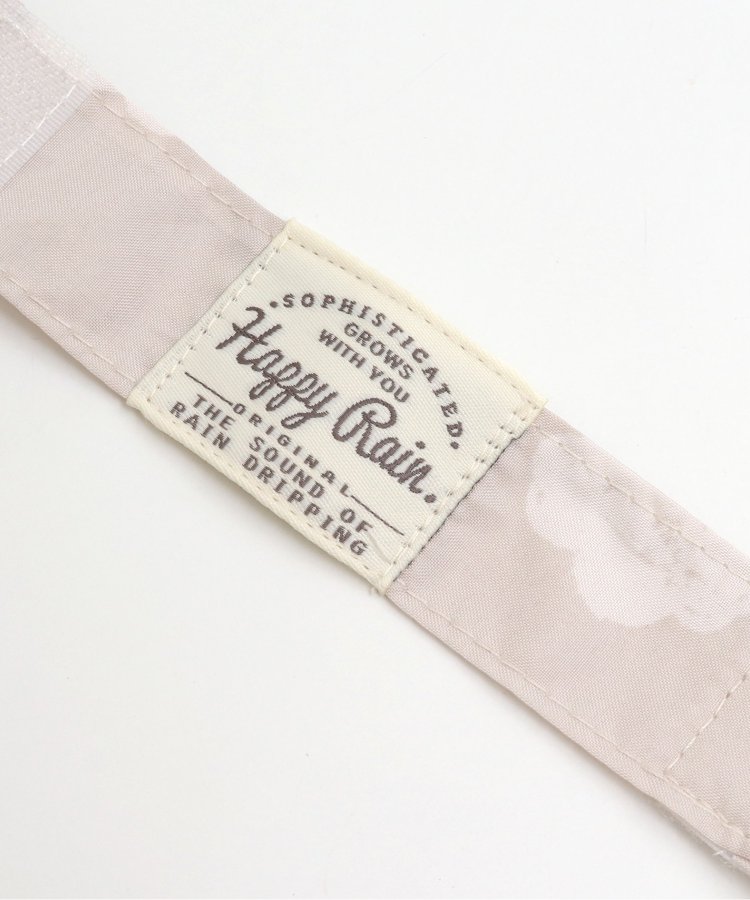 • SOPHISTICATED •
GROWS
WITH YOU
Happy Rain.
ORIGINAL
THE SOUND OF
RAIN DRIPPING